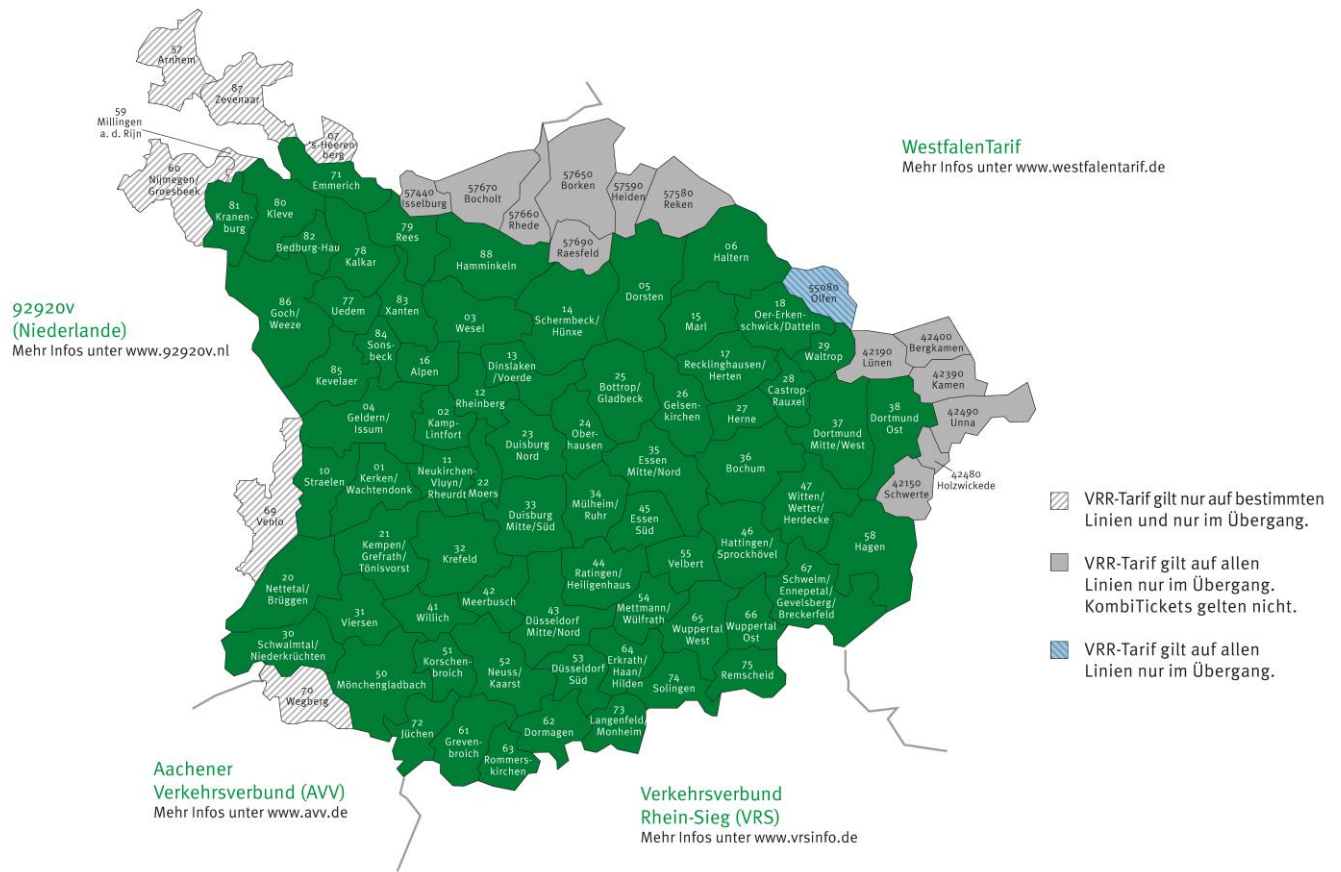 57
Arnhem
87
Zevenaar
59
Millingen
a. d. Rijn
07
's-Heeren
berg
60
Nijmegen/
Groesbeek
WestfalenTarif
Mehr Infos unter www.westfalentarif.de
71
Emmerich
57440
Isselburg
57670
Bocholt
57650
Borken
57590
Heiden
57580
Reken
57660
Rhede
57690
Raesfeld
81
Kranen-
burg
80
Kleve
82
Bedburg-Hau
79
Rees
78
Kalkar
88
Hamminkeln
06
Haltern
55080
Olfen
92920v
(Niederlande)
Mehr Infos unter www.92920v.nl
86
Goch/
Weeze
77
Uedem
83
Xanten
03
Wesel
14
Schermbeck/
Hünxe
05
Dorsten
15
Marl
18
Oer-Erken-
schwick/Datteln
29
Waltrop
42190
Lünen
42400
Bergkamen
42390
Kamen
42490
Unna
42480
Holzwickede
42150
Schwerte
84
Sons-
beck
85
Kevelaer
16
Alpen
13
Dinslaken
/Voerde
17
Recklinghausen/
Herten
25
Bottrop/
Gladbeck
26
Gelsen-
kirchen
28
Castrop-
Rauxel
27
Herne
37
Dortmund
Mitte/West
38
Dortmund
Ost
04
Geldern/
Issum
02
Kamp-
Lintfort
12
Rheinberg
23
Duisburg
Nord
24
Ober-
hausen
35
Essen
Mitte/Nord
36
Bochum
10
Straelen
01
Kerken/
Wachtendonk
11
Neukirchen-
Vluyn/
Rheurdt
22
Moers
33
Duisburg
Mitte/Süd
34
Mülheim/
Ruhr
45
Essen
Süd
47
Witten/
Wetter/
Herdecke
58
Hagen
69
Venlo
21
Kempen/
Grefrath/
Tönisvorst
32
Krefeld
46
Hattingen/
Sprockhövel
55
Velbert
44
Ratingen/
Heiligenhaus
67
Schwelm/
Ennepetal/
Gevelsberg/
Breckerfeld
20
Nettetal/
Brüggen
31
Viersen
41
Willich
42
Meerbusch
43
Düsseldorf
Mitte/Nord
54
Mettmann/
Wülfrath
65
Wuppertal
West
66
Wuppertal
Ost
30
Schwalmtal/
Niederkrüchten
50
Mönchengladbach
51
Korschen-
broich
52
Neuss/
Kaarst
53
Düsseldorf
Süd
64
Erkrath/
Haan/
Hilden
74
Solingen
75
Remscheid
70
Wegberg
72
Jüchen
61
Greven-
broich
63
Rommers-
kirchen
62
Dormagen
73
Langenfeld/
Monheim
VRR-Tarif gilt nur auf bestimmten
Linien und nur im Übergang.
VRR-Tarif gilt auf allen
Linien nur im Übergang.
KombiTickets gelten nicht.
VRR-Tarif gilt auf allen
Linien nur im Übergang.
Aachener
Verkehrsverbund (AVV)
Mehr Infos unter www.avv.de
Verkehrsverbund
Rhein-Sieg (VRS)
Mehr Infos unter www.vrsinfo.de